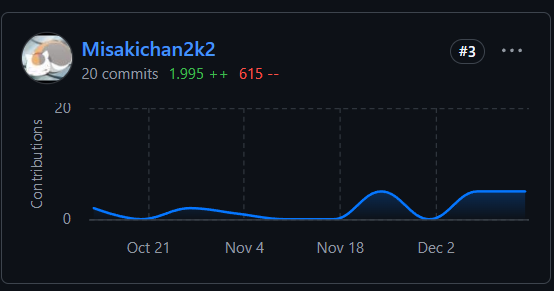 Misakichan2k2
#3
20 commits 1.995 ++ 615 --
20
Contributions
0
Oct 21 Nov 4 Nov 18 Dec 2